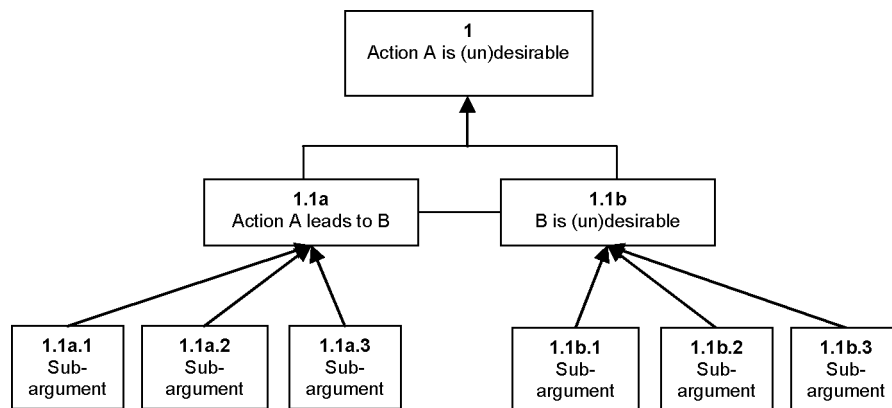 1
Action A is (un)desirable
1.1a
Action A leads to B
1.1b
B is (un)desirable
1.1a.1
Sub-
argument
1.1a.2
Sub-
argument
1.1a.3
Sub-
argument
1.1b.1
Sub-
argument
1.1b.2
Sub-
argument
1.1b.3
Sub-
argument